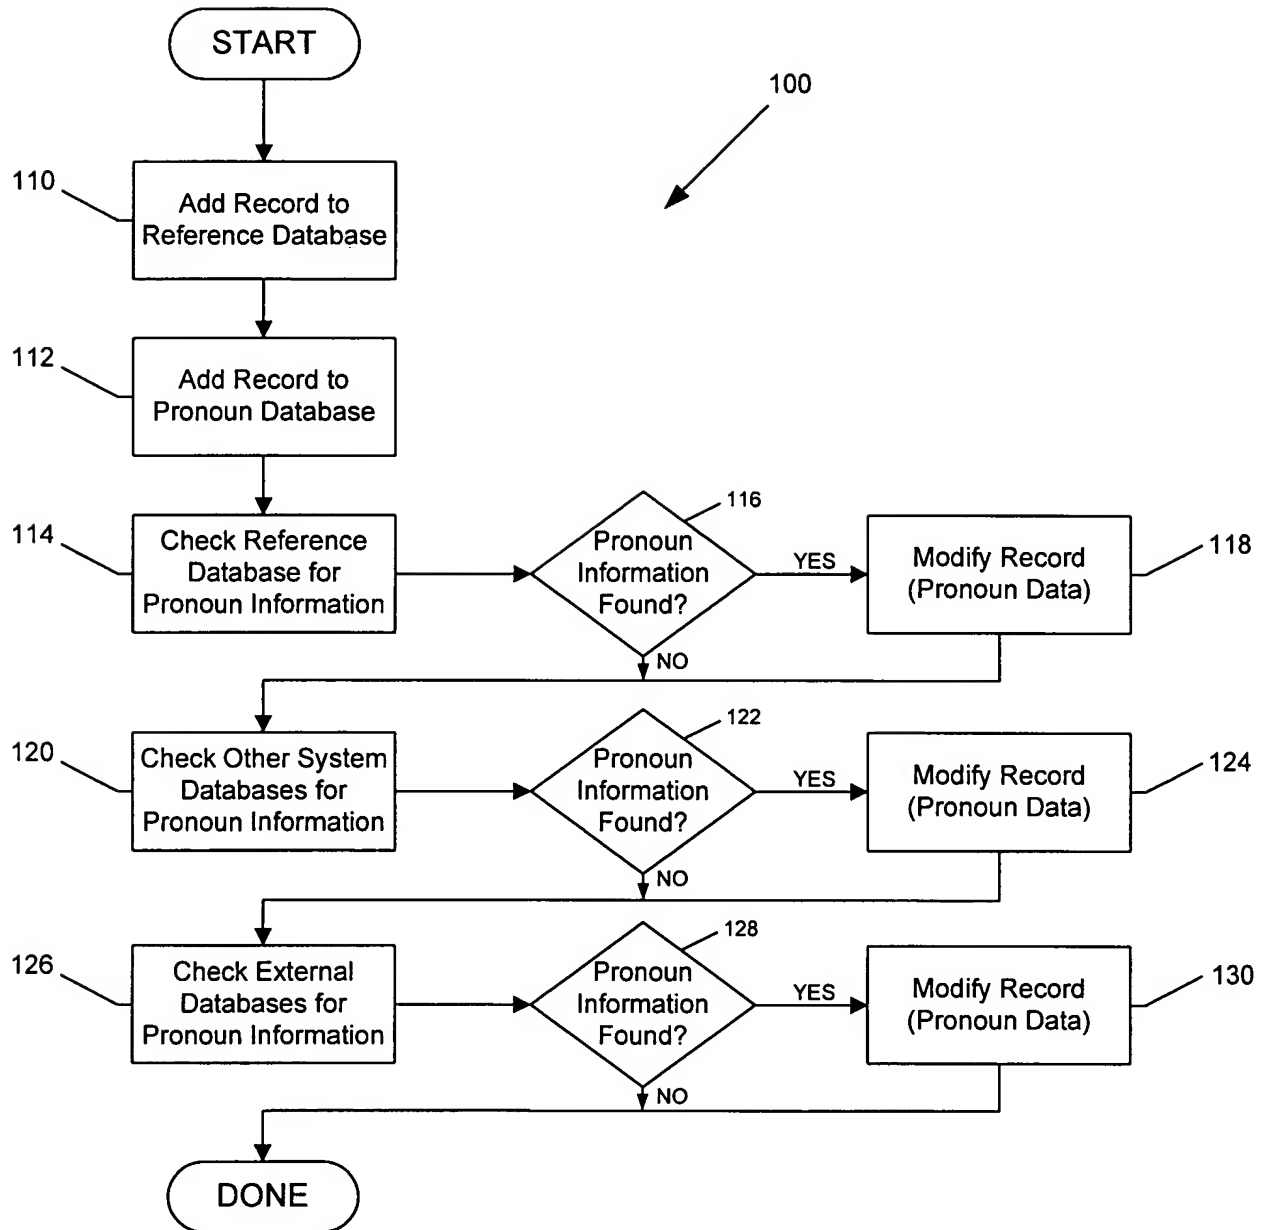 START
100
110
Add Record to
Reference Database
112
Add Record to
Pronoun Database
114
Check Reference
Database for
Pronoun Information
116
Pronoun
Information
Found?
YES
Modify Record
(Pronoun Data)
118
NO
120
Check Other System
Databases for
Pronoun Information
122
Pronoun
Information
Found?
YES
Modify Record
(Pronoun Data)
124
NO
126
Check External
Databases for
Pronoun Information
128
Pronoun
Information
Found?
YES
Modify Record
(Pronoun Data)
130
NO
DONE